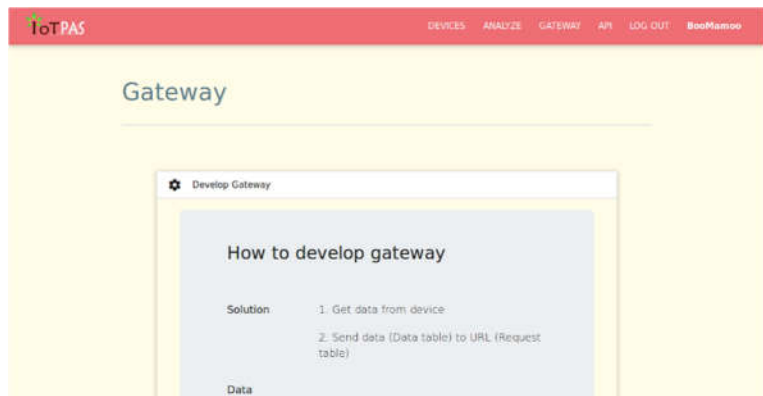 IoTPAS
DEVICES ANALYZE GATEWAY API LOG OUT BooMamoo
Gateway
Develop Gateway
How to develop gateway
Solution 1. Get data from device
2. Send data (Data table) to URL (Request
table)
Data